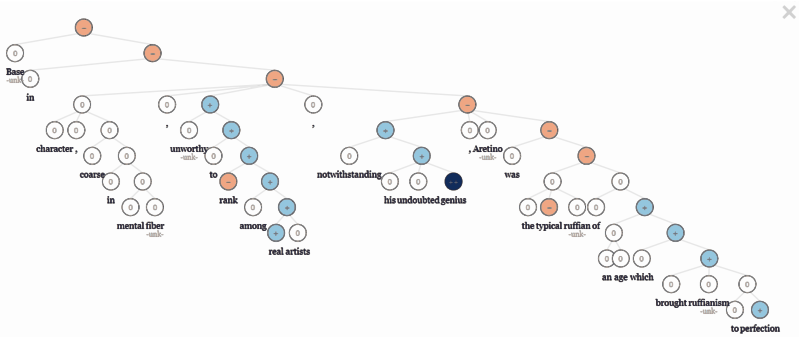 Base
-unk-
in
character ,
coarse
in
mental fiber
-unk-
,
unworthy
-unk-
to
rank
among
real artists
,
notwithstanding
his undoubted genius
, Aretino
-unk-
was
the typical ruffian of
-unk-
an age which
brought ruffianism
-unk-
to perfection